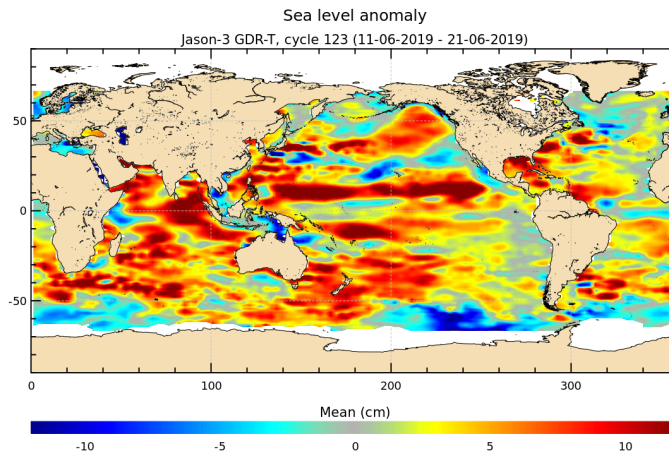 Sea level anomaly
Jason-3 GDR-T, cycle 123 (11-06-2019 - 21-06-2019)
50
0
-50
0 100 200 300
Mean (cm)
-10 -5 0 5 10